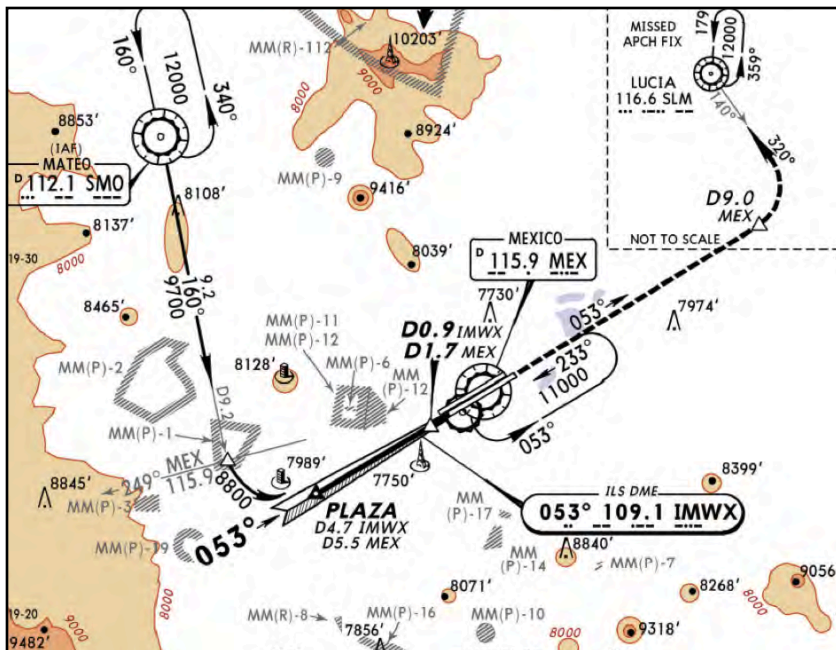 160°
12000
340°
MM(R)-112
10203'
9000
8000
8924'
MISSED
APCH FIX
179
12000
359°
LUCIA
116.6 SLM
140°
320°
D9.0
MEX
NOT TO SCALE
8000
8853'
(IAF)
MATEO
D 112.1 SMO
MM(P)-9
9416'
8108'
8137'
8000
19-30
8039'
MEXICO
D 115.9 MEX
9.2
160°
9700
8465'
7730'
7974'
053°
MM(P)-11
MM(P)-12
D0.9 IMWX
D1.7 MEX
MM(P)-2
MM(P)-6
MM
(P)-12
8128'
233°
11000
053°
D9.2
MM(P)-1
249° MEX
115.9
8800
7989'
7750'
8845'
MM(P)-3
8399'
PLAZA
D4.7 IMWX
D5.5 MEX
ILS DME
053° 109.1 IMWX
053°
MM
(P)-17
MM(P)-19
MM
(P)-14
8840'
MM(P)-7
8071'
8268'
9056'
8000
19-20
9000
9482'
8000
MM(R)-8
MM(P)-16
7856'
MM(P)-10
8000
9318'